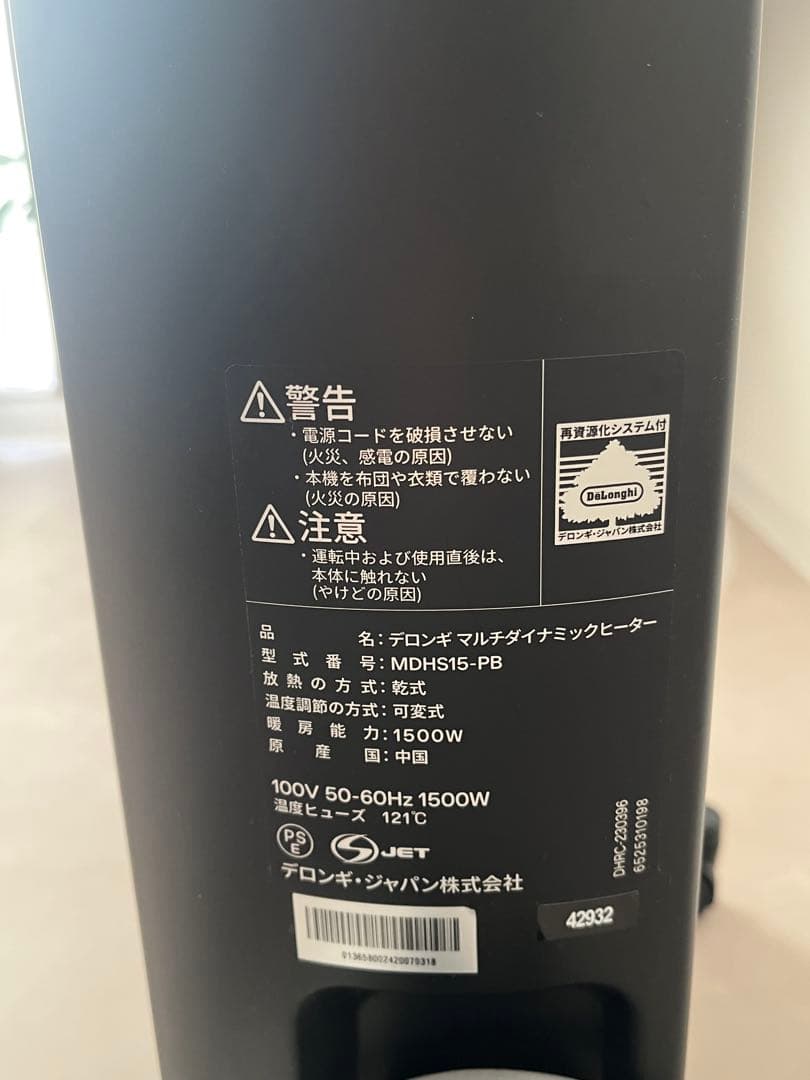 警告
・電源コードを破損させない
(火災、感電の原因)
・本機を布団や衣類で覆わない
(火災の原因)
注意
・運転中および使用直後は、
本体に触れない
(やけどの原因)
再資源化システム付
DeLonghi
デロンギ・ジャパン株式会社
品名：デロンギ マルチダイナミックヒーター
型式番号：MDHS15-PB
放熱の方式：乾式
温度調節の方式：可変式
暖房能力：1500W
原産国：中国
100V 50-60Hz 1500W
温度ヒューズ 121℃
PS
E
S JET
デロンギ・ジャパン株式会社
DHRC-230396
6525310198
42932
01365800242007031８